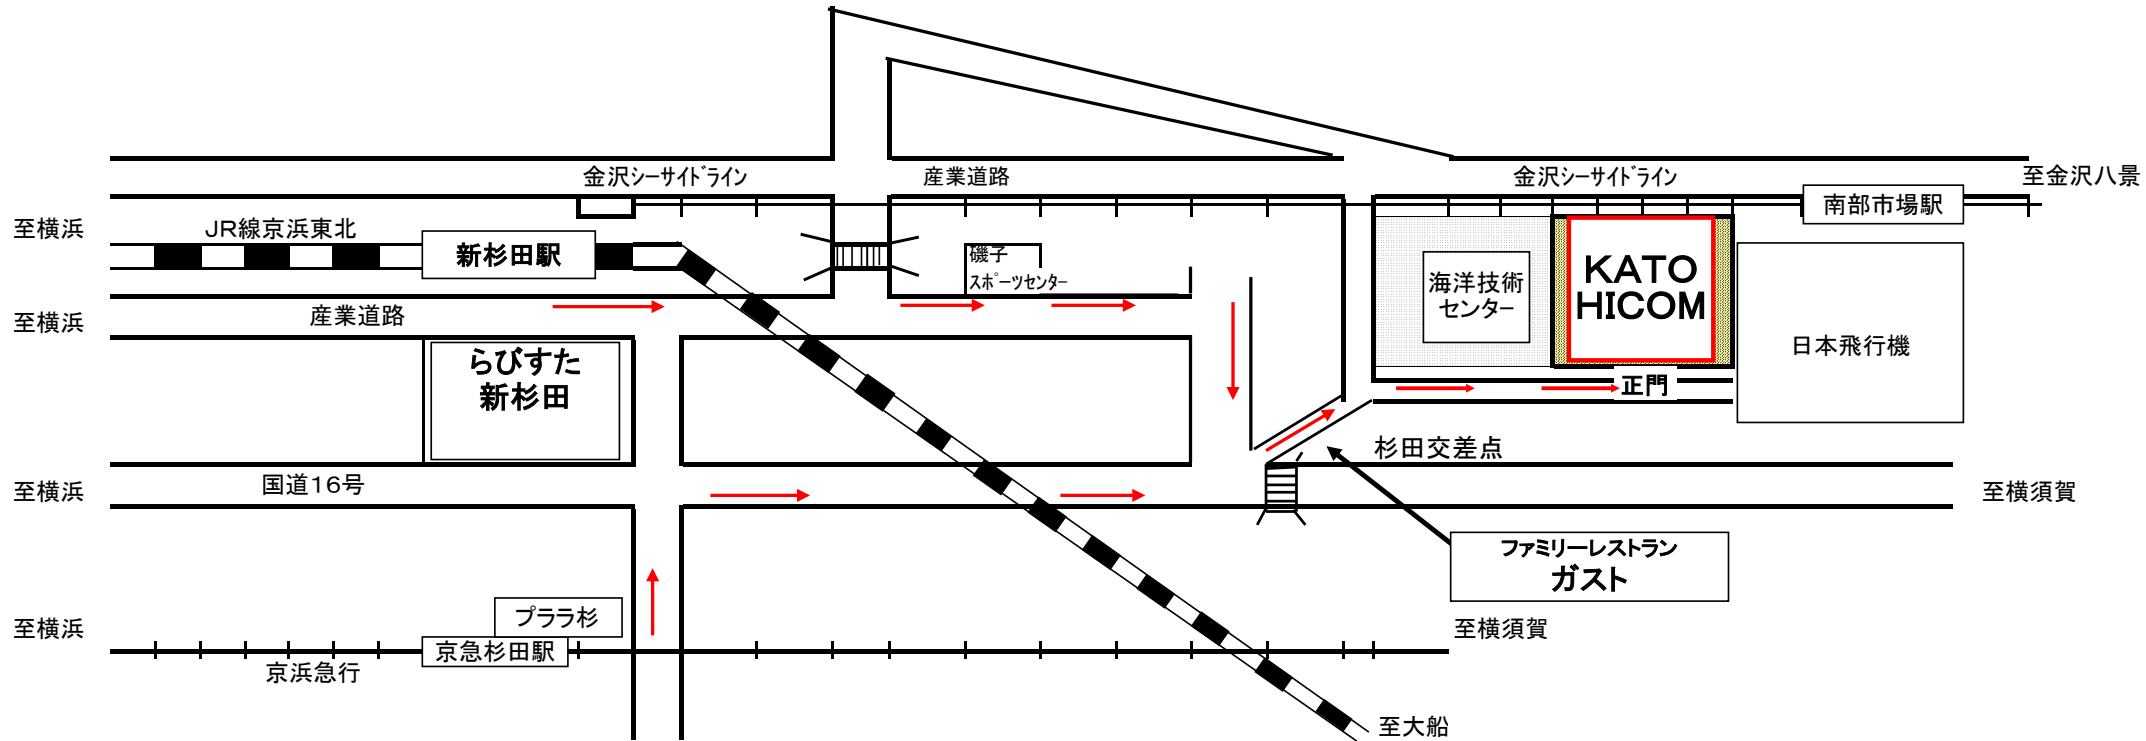 金沢シーサイドライン
産業道路
金沢シーサイドライン
至金沢八景
南部市場駅
至横浜
JR線京浜東北
新杉田駅
磯子
スポーツセンター
海洋技術
センター
KATO
HICOM
日本飛行機
至横浜
産業道路
らびすた
新杉田
正門
杉田交差点
至横浜
国道16号
至横須賀
ファミリーレストラン
ガスト
プララ杉
至横浜
京急杉田駅
至横須賀
京浜急行
至大船